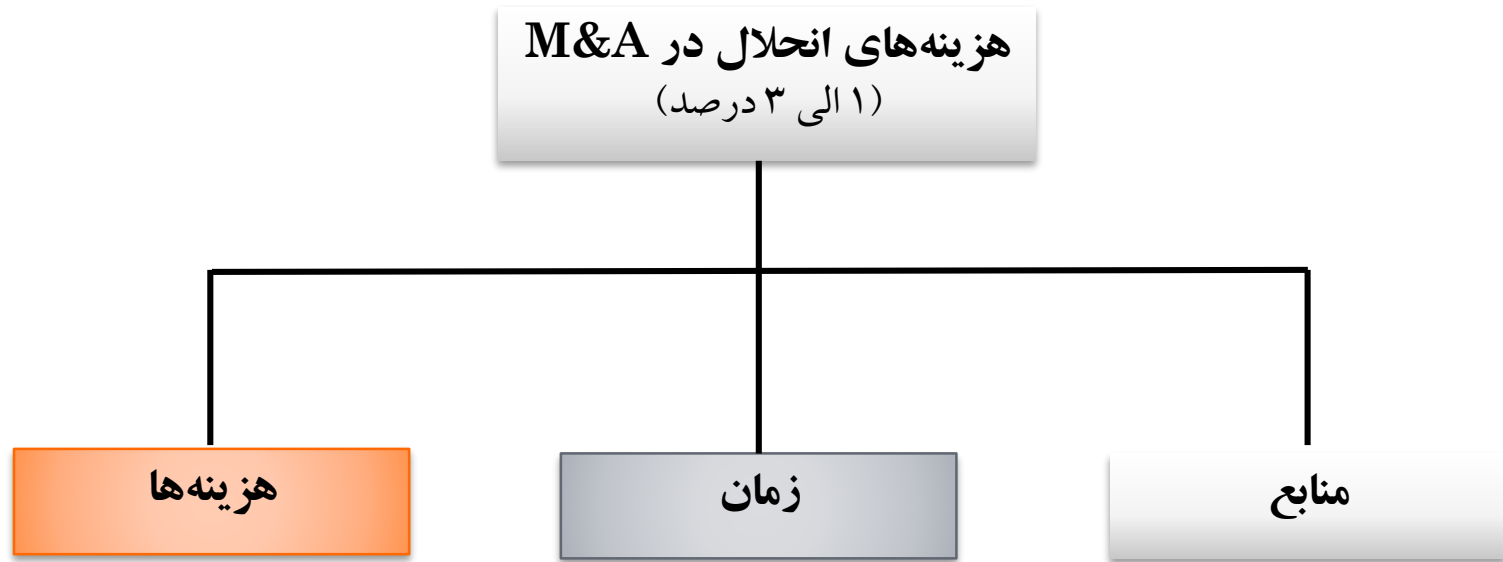 هزینه‌های انحلال در M&A
(۱ الی ۳ درصد)
منابع
زمان
هزینه‌ها